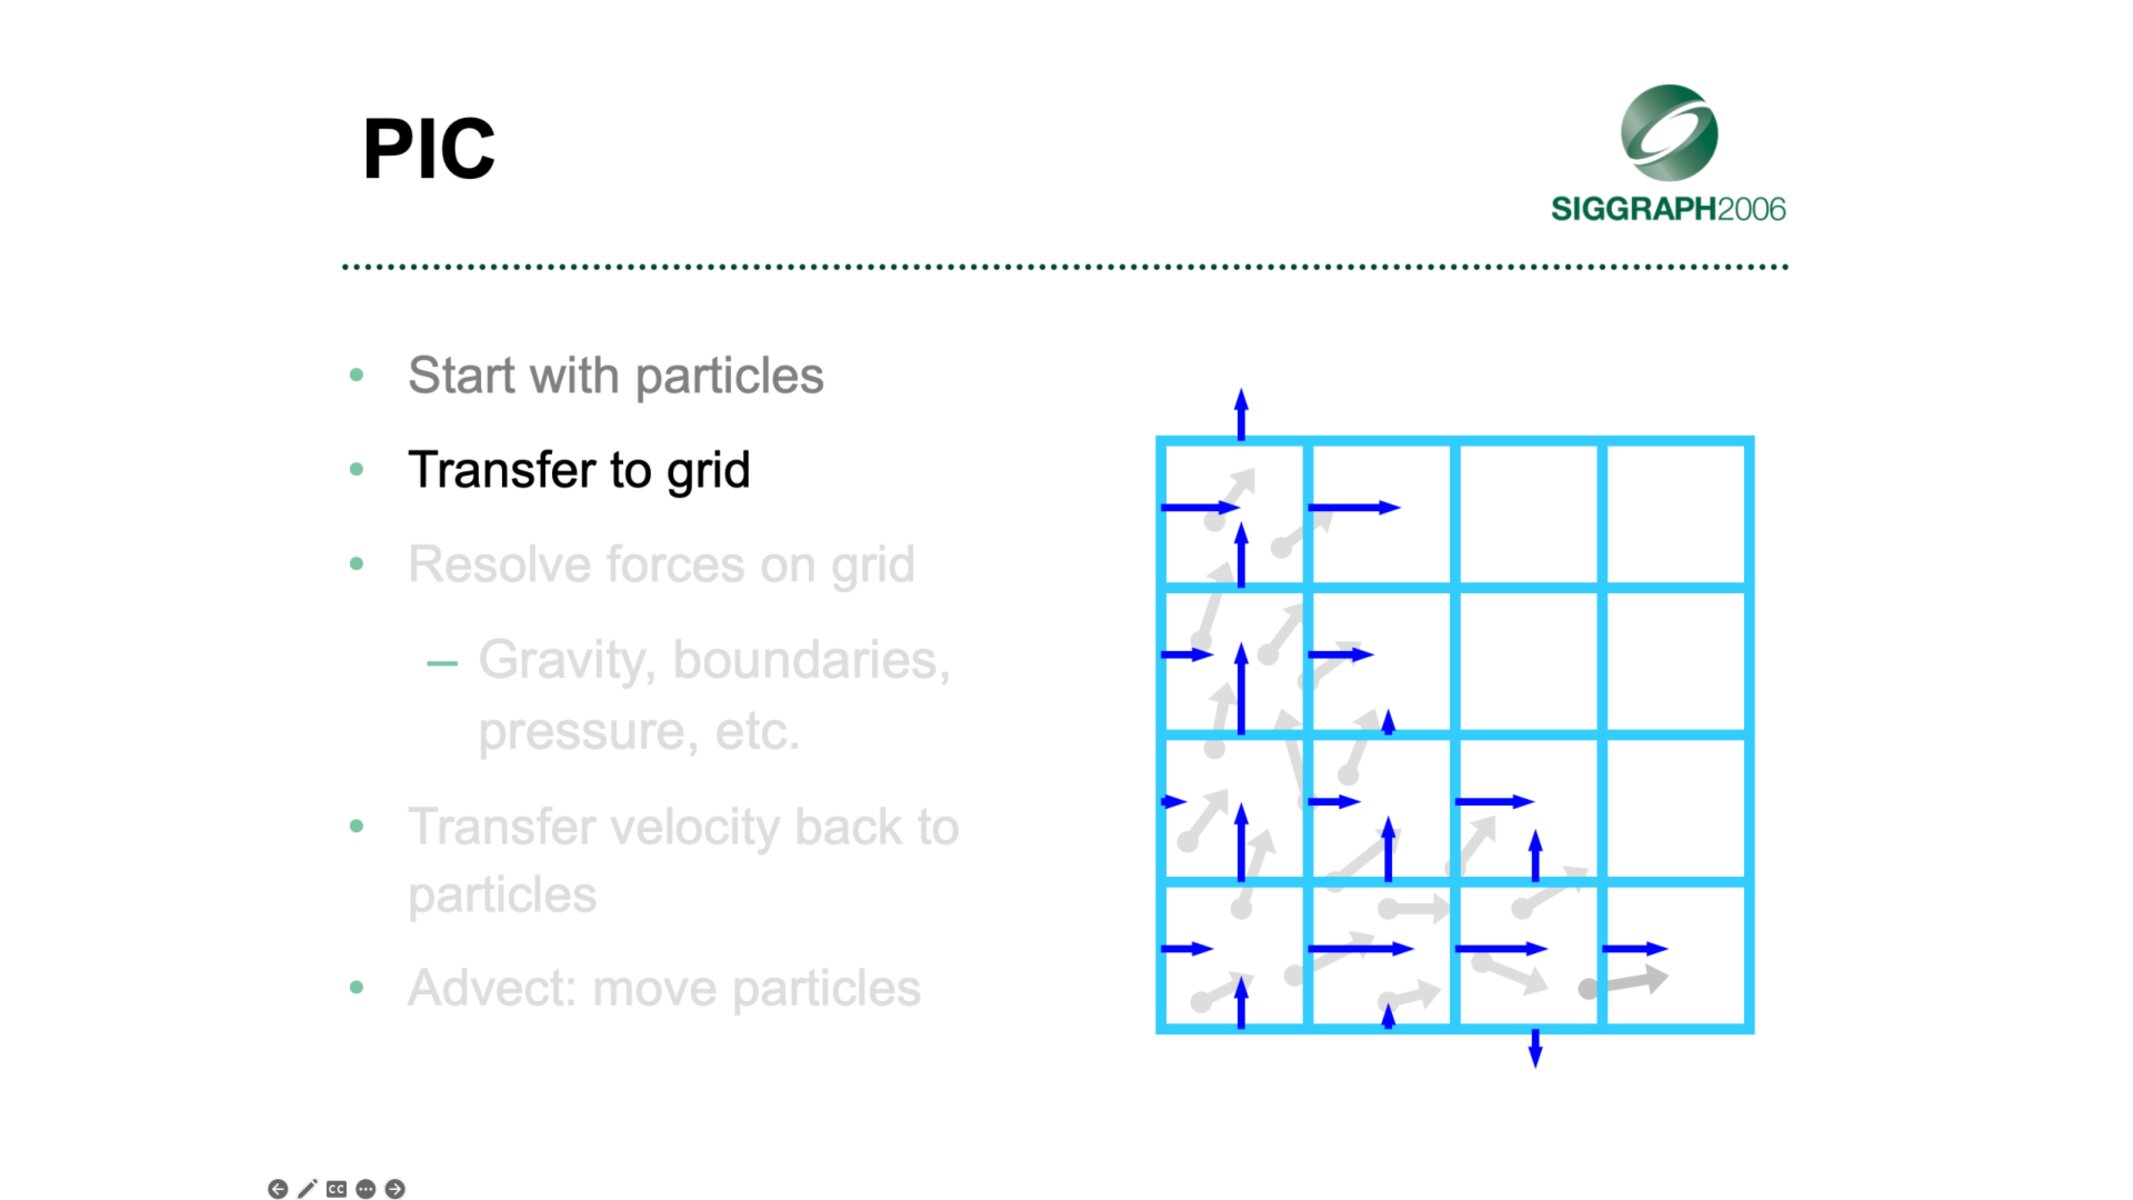 PIC
SIGGRAPH2006
• Start with particles
• Transfer to grid
• Resolve forces on grid
– Gravity, boundaries,
pressure, etc.
• Transfer velocity back to
particles
• Advect: move particles
CC